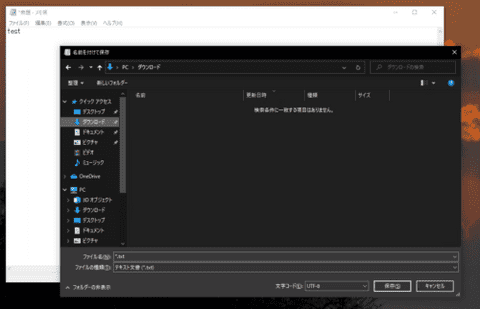 *無題 - メモ帳
ファイル(F) 編集(E) 書式(O) 表示(V) ヘルプ(H)
test
名前を付けて保存
PC > ダウンロード
ダウンロードの検索
整理 新しいフォルダー
名前 更新日時 種類 サイズ
検索条件に一致する項目はありません。
クイック アクセス
デスクトップ
ダウンロード
ドキュメント
ピクチャ
ビデオ
ミュージック
OneDrive
PC
3D オブジェクト
ダウンロード
デスクトップ
ドキュメント
ピクチャ
ファイル名(N): *.txt
ファイルの種類(T): テキスト文書 (*.txt)
フォルダーの非表示
文字コード(E): UTF-8
保存(S) キャンセル